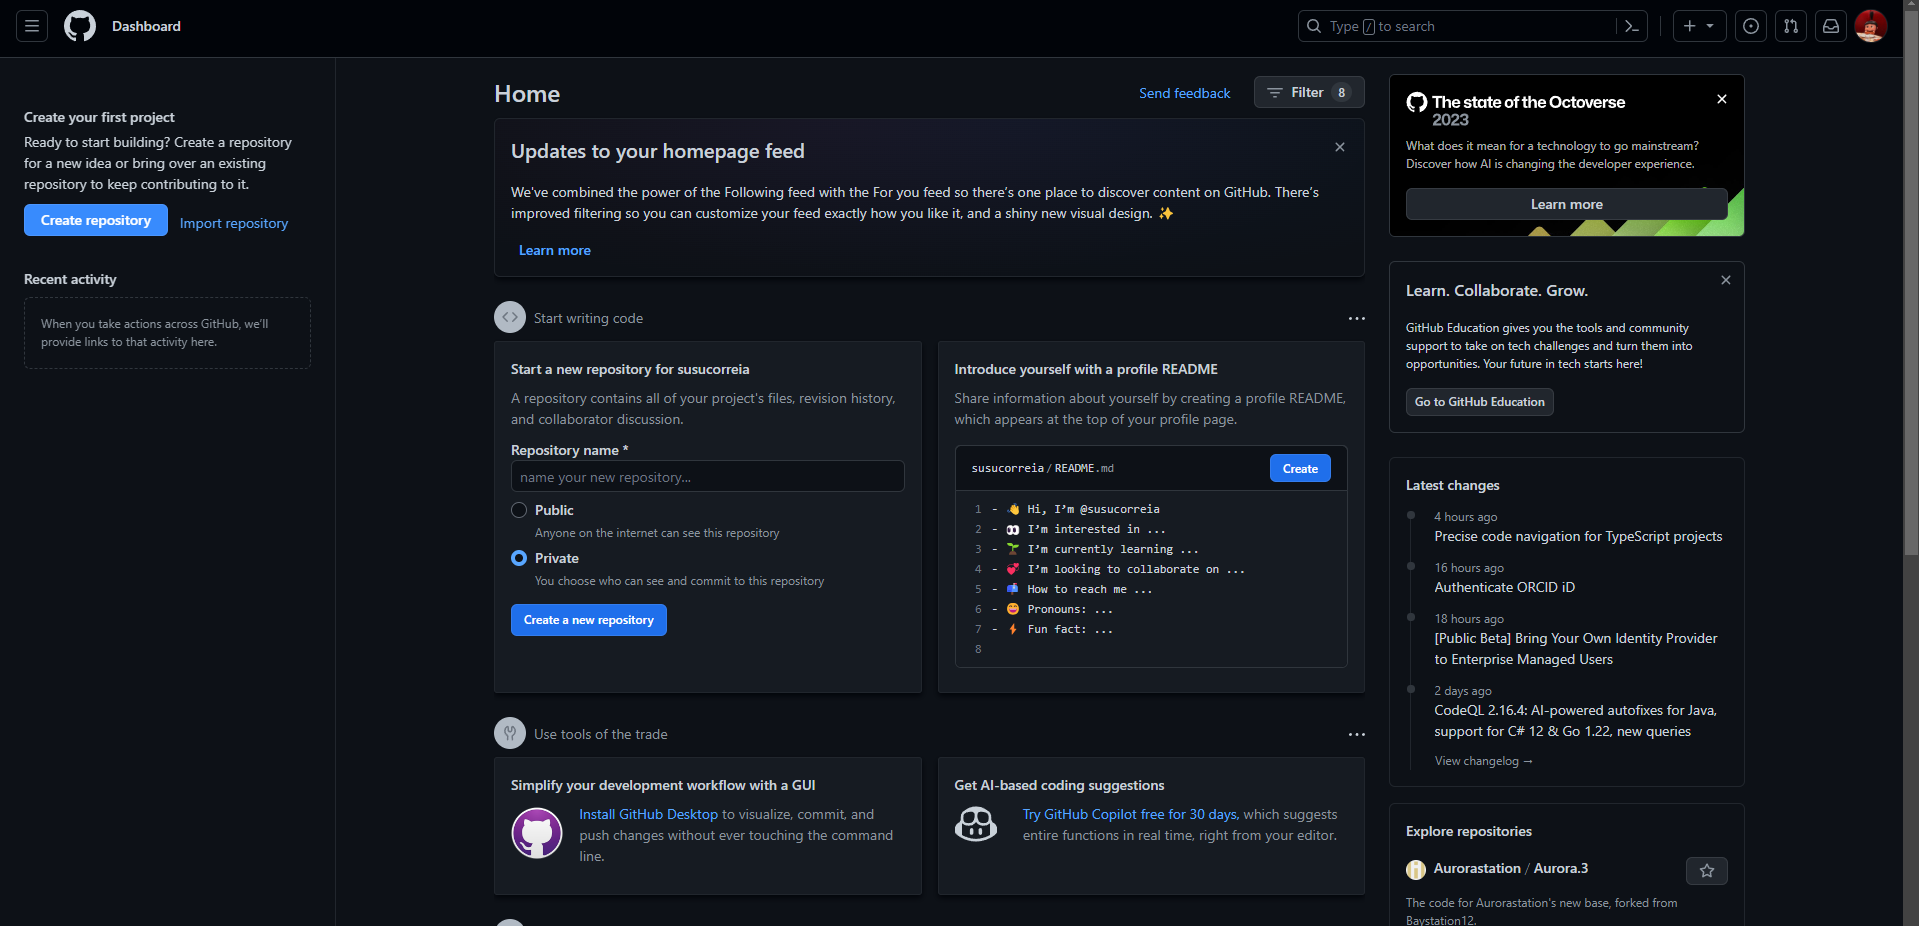 Dashboard
Type / to search
Create your first project
Ready to start building? Create a repository
for a new idea or bring over an existing
repository to keep contributing to it.
Create repository
Import repository
Recent activity
When you take actions across GitHub, we'll
provide links to that activity here.
Home
Send feedback
Filter 8
Updates to your homepage feed
We've combined the power of the Following feed with the For you feed so there's one place to discover content on GitHub. There's
improved filtering so you can customize your feed exactly how you like it, and a shiny new visual design. ✨
Learn more
Start writing code
Start a new repository for susucorreia
A repository contains all of your project's files, revision history,
and collaborator discussion.
Repository name *
name your new repository...
Public
Anyone on the internet can see this repository
Private
You choose who can see and commit to this repository
Create a new repository
Introduce yourself with a profile README
Share information about yourself by creating a profile README,
which appears at the top of your profile page.
susucorreia / README.md
Create
1 - 👋 Hi, I'm @susucorreia
2 - 👀 I'm interested in ...
3 - 🌱 I'm currently learning ...
4 - 💞️ I'm looking to collaborate on ...
5 - 📫 How to reach me ...
6 - 😄 Pronouns: ...
7 - ⚡ Fun fact: ...
8
Use tools of the trade
Simplify your development workflow with a GUI
Install GitHub Desktop to visualize, commit, and
push changes without ever touching the command
line.
Get AI-based coding suggestions
Try GitHub Copilot free for 30 days, which suggests
entire functions in real time, right from your editor.
The state of the Octoverse
2023
What does it mean for a technology to go mainstream?
Discover how AI is changing the developer experience.
Learn more
Learn. Collaborate. Grow.
GitHub Education gives you the tools and community
support to take on tech challenges and turn them into
opportunities. Your future in tech starts here!
Go to GitHub Education
Latest changes
4 hours ago
Precise code navigation for TypeScript projects
16 hours ago
Authenticate ORCID iD
18 hours ago
[Public Beta] Bring Your Own Identity Provider
to Enterprise Managed Users
2 days ago
CodeQL 2.16.4: AI-powered autofixes for Java,
support for C# 12 & Go 1.22, new queries
View changelog →
Explore repositories
Aurorastation / Aurora.3
The code for Aurorastation's new base, forked from
Baystation12.